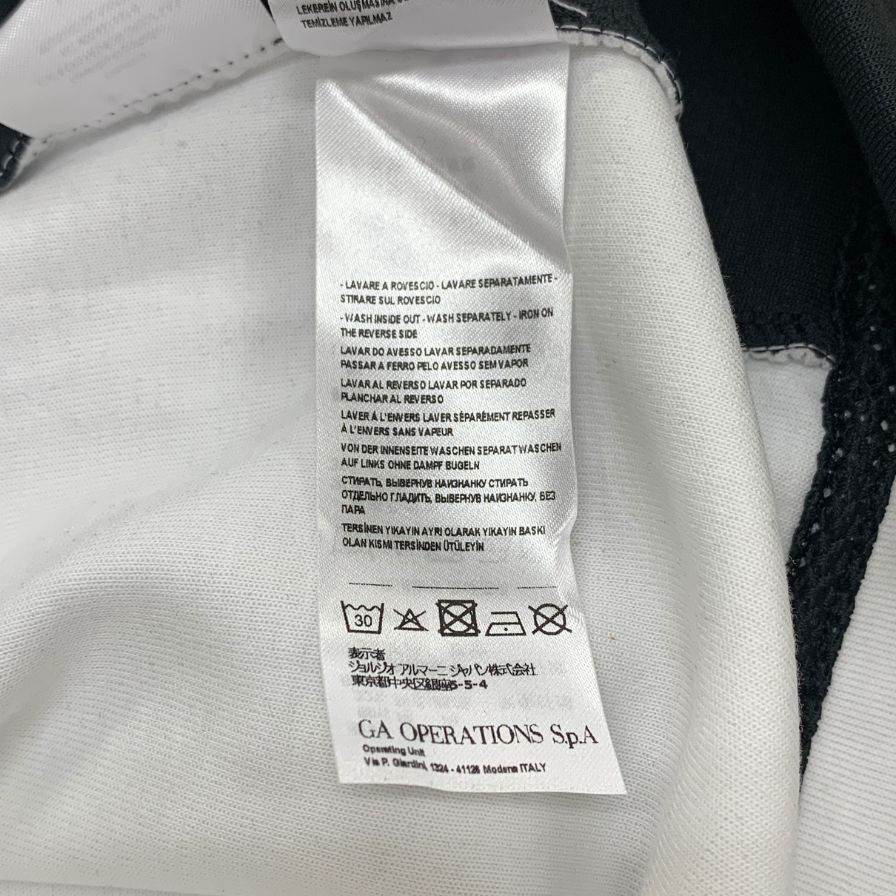 LEKEREIN OLUŞMASINA
TEMIZLEME YAPILMAZ
- LAVARE A ROVESCIO - LAVARE SEPARATAMENTE -
STIRARE SUL ROVESCIO
- WASH INSIDE OUT - WASH SEPARATELY - IRON ON
THE REVERSE SIDE
LAVAR DO AVESSO LAVAR SEPARADAMENTE
PASSAR A FERRO PELO AVESSO SEM VAPOR
LAVAR AL REVERSO LAVAR POR SEPARADO
PLANCHAR AL REVERSO
LAVER À L'ENVERS LAVER SÉPARÉMENT REPASSER
À L'ENVERS SANS VAPEUR
VON DER INNENSEITE WASCHEN SEPARAT WASCHEN
AUF LINKS OHNE DAMPF BUGELN
СТИРАТЬ, ВЫВЕРНУВ НАИЗНАНКУ СТИРАТЬ
ОТДЕЛЬНО ГЛАДИТЬ, ВЫВЕРНУВ НАИЗНАНКУ, БЕЗ
ПАРА
TERSİNEN YIKAYIN AYRI OLARAK YIKAYIN BASKI
OLAN KISMI TERSİNDEN ÜTÜLEYİN
30
表示者
ジョルジオ アルマーニ ジャパン株式会社
東京都中央区銀座5-5-4
GA OPERATIONS S.p.A
Operating Unit
Via P. Giardini, 1324 - 41126 Modena ITALY